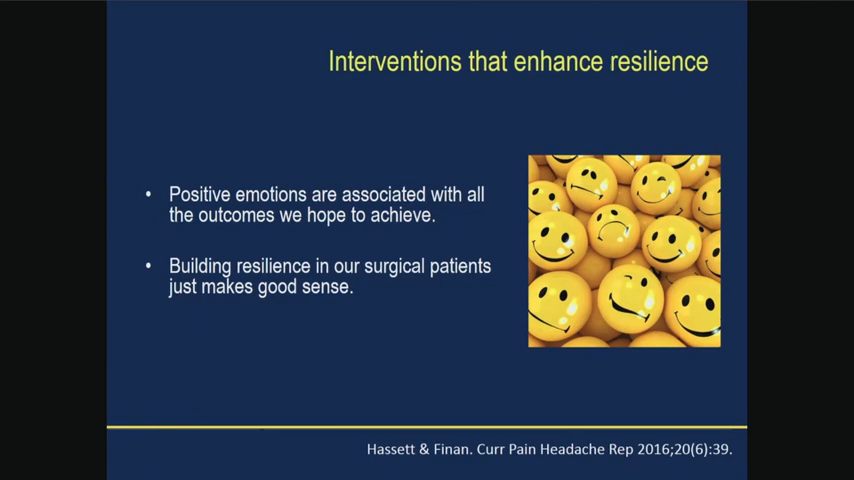 Interventions that enhance resilience
• Positive emotions are associated with all
the outcomes we hope to achieve.
• Building resilience in our surgical patients
just makes good sense.
Hassett & Finan. Curr Pain Headache Rep 2016;20(6):39.